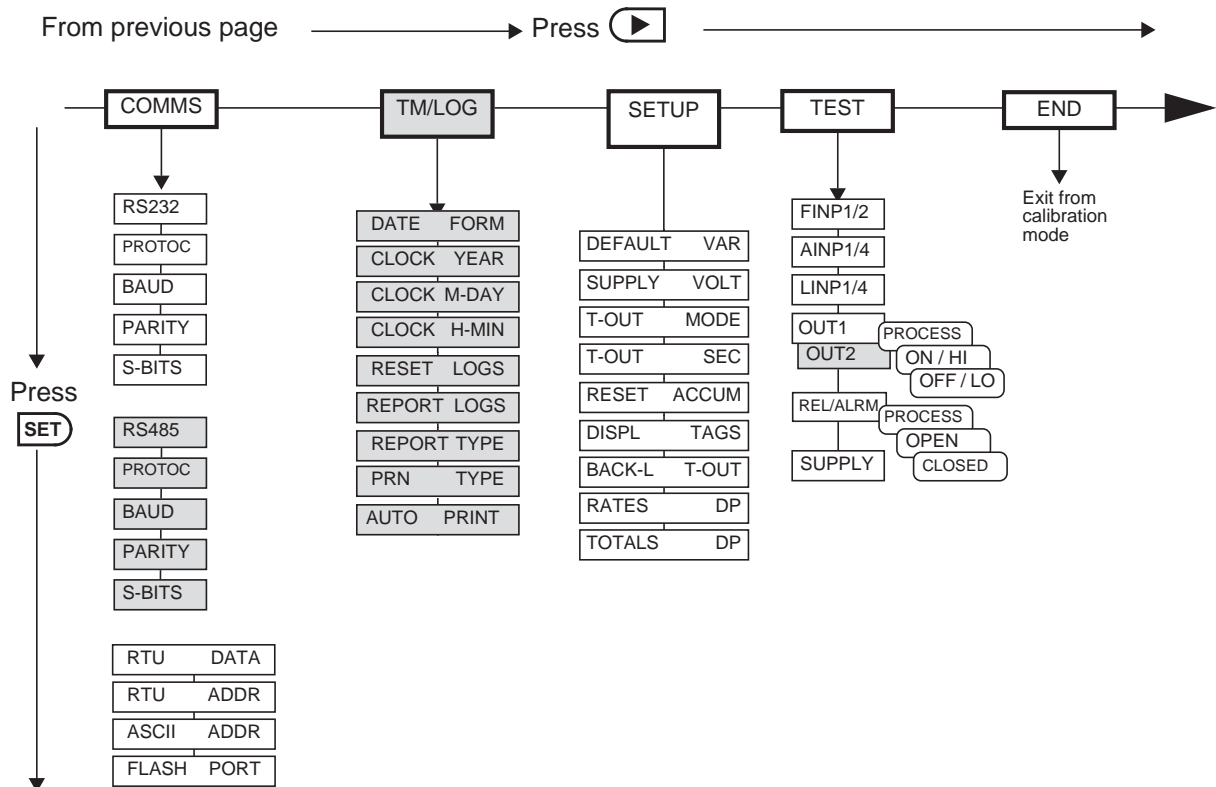 From previous page Press
COMMS TM/LOG SETUP TEST END
RS232
PROTOC
BAUD
PARITY
S-BITS
RS485
PROTOC
BAUD
PARITY
S-BITS
RTU DATA
RTU ADDR
ASCII ADDR
FLASH PORT
Press
SET
DATE FORM
CLOCK YEAR
CLOCK M-DAY
CLOCK H-MIN
RESET LOGS
REPORT LOGS
REPORT TYPE
PRN TYPE
AUTO PRINT
DEFAULT VAR
SUPPLY VOLT
T-OUT MODE
T-OUT SEC
RESET ACCUM
DISPL TAGS
BACK-L T-OUT
RATES DP
TOTALS DP
FINP1/2
AINP1/4
LINP1/4
OUT1
OUT2
PROCESS
ON / HI
OFF / LO
REL/ALRM
PROCESS
OPEN
CLOSED
SUPPLY
Exit from
calibration
mode